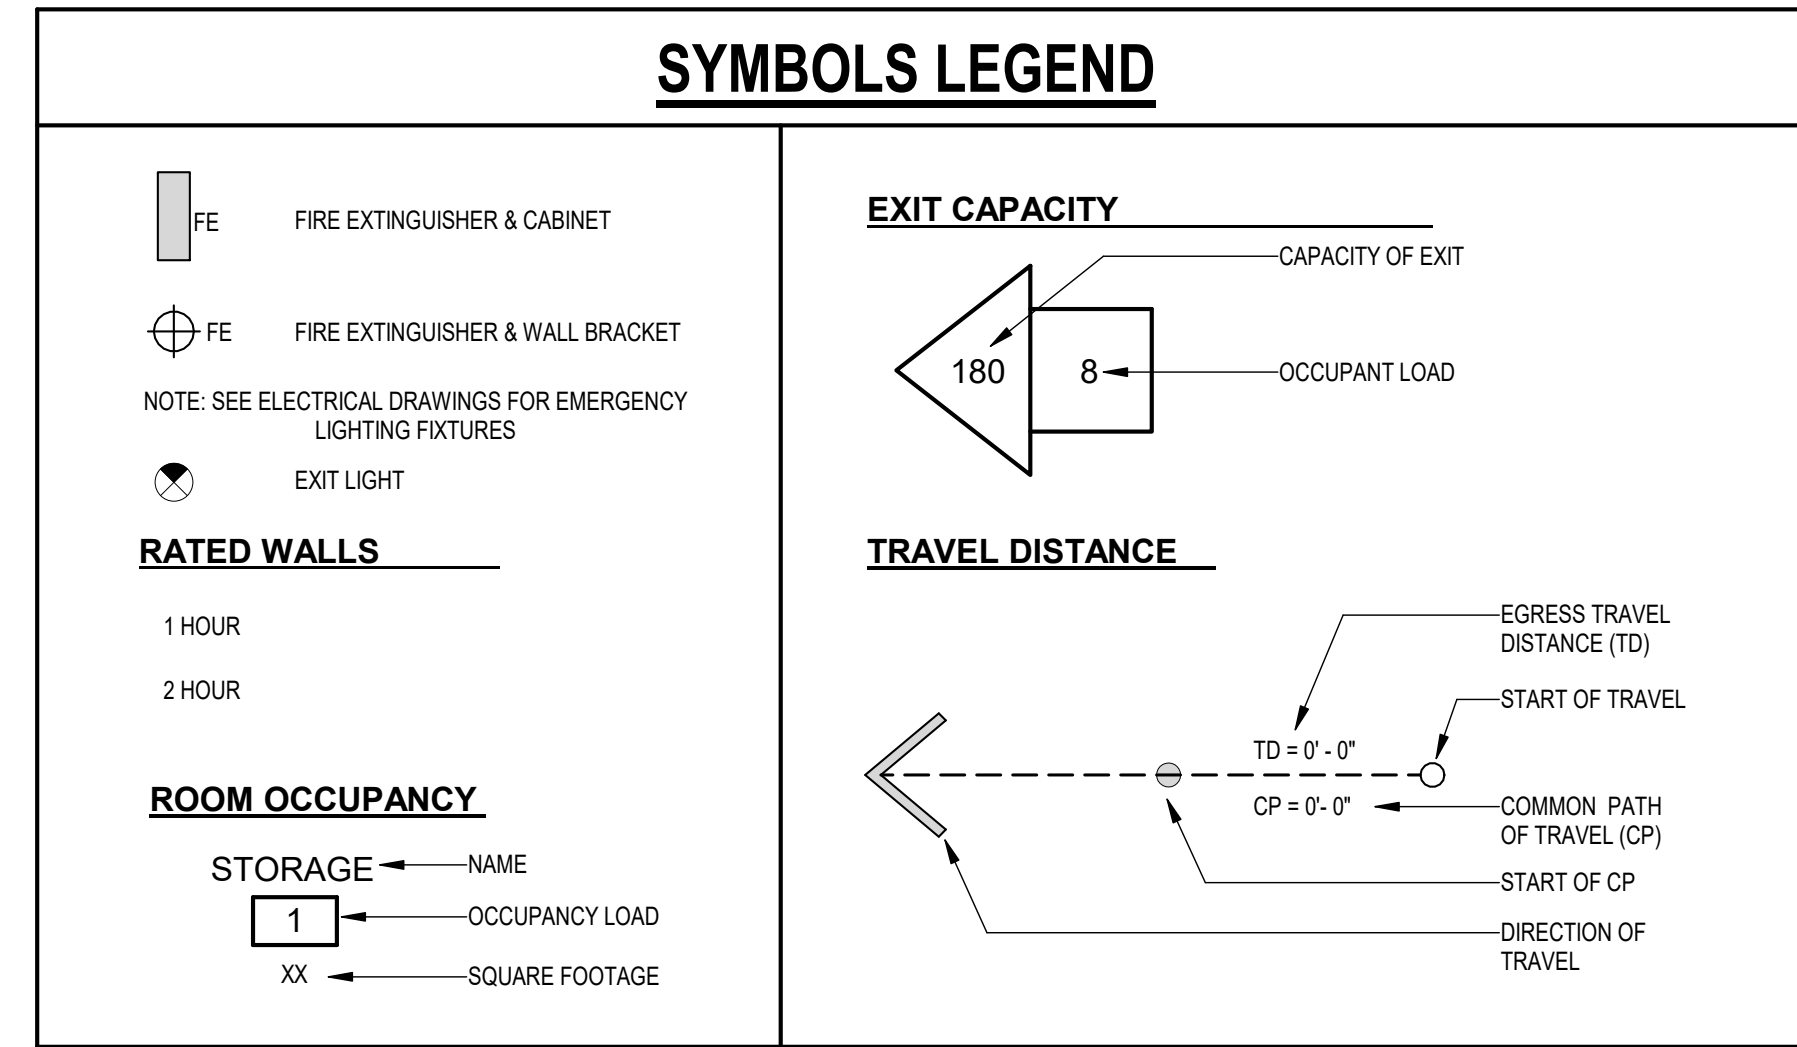 SYMBOLS LEGEND
FE
FIRE EXTINGUISHER & CABINET
FE
FIRE EXTINGUISHER & WALL BRACKET
NOTE: SEE ELECTRICAL DRAWINGS FOR EMERGENCY
LIGHTING FIXTURES
EXIT LIGHT
RATED WALLS
1 HOUR
2 HOUR
ROOM OCCUPANCY
STORAGE
NAME
1
OCCUPANCY LOAD
XX
SQUARE FOOTAGE
EXIT CAPACITY
CAPACITY OF EXIT
180
8
OCCUPANT LOAD
TRAVEL DISTANCE
EGRESS TRAVEL
DISTANCE (TD)
START OF TRAVEL
TD = 0' - 0"
CP = 0'- 0"
COMMON PATH
OF TRAVEL (CP)
START OF CP
DIRECTION OF
TRAVEL